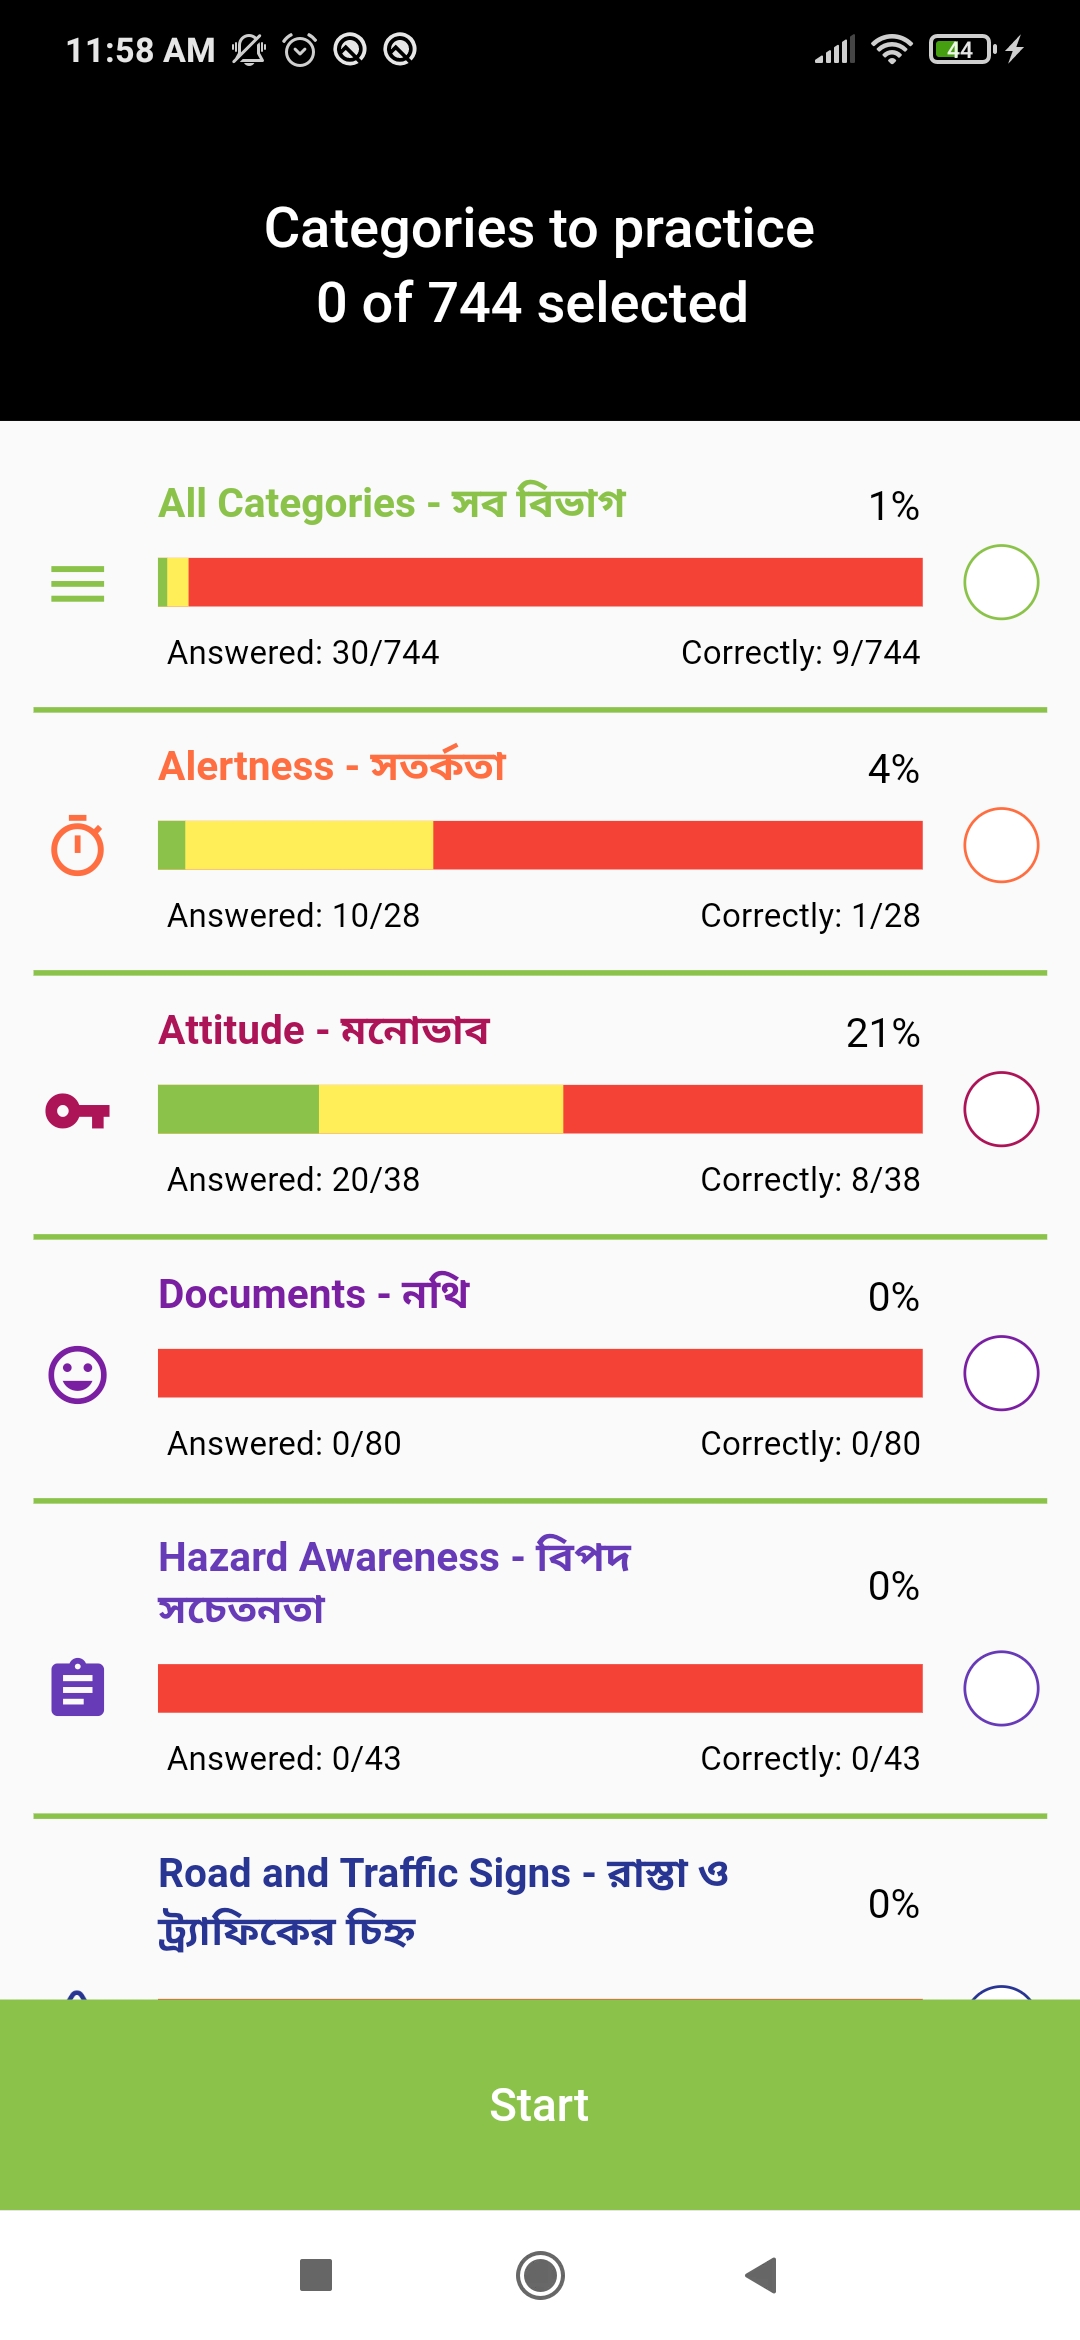 11:58 AM
44
Categories to practice
0 of 744 selected
All Categories - সব বিভাগ
1%
Answered: 30/744
Correctly: 9/744
Alertness - সতর্কতা
4%
Answered: 10/28
Correctly: 1/28
Attitude - মনোভাব
21%
Answered: 20/38
Correctly: 8/38
Documents - নথি
0%
Answered: 0/80
Correctly: 0/80
Hazard Awareness - বিপদ
সচেতনতা
0%
Answered: 0/43
Correctly: 0/43
Road and Traffic Signs - রাস্তা ও
ট্র্যাফিকের চিহ্ন
0%
Start